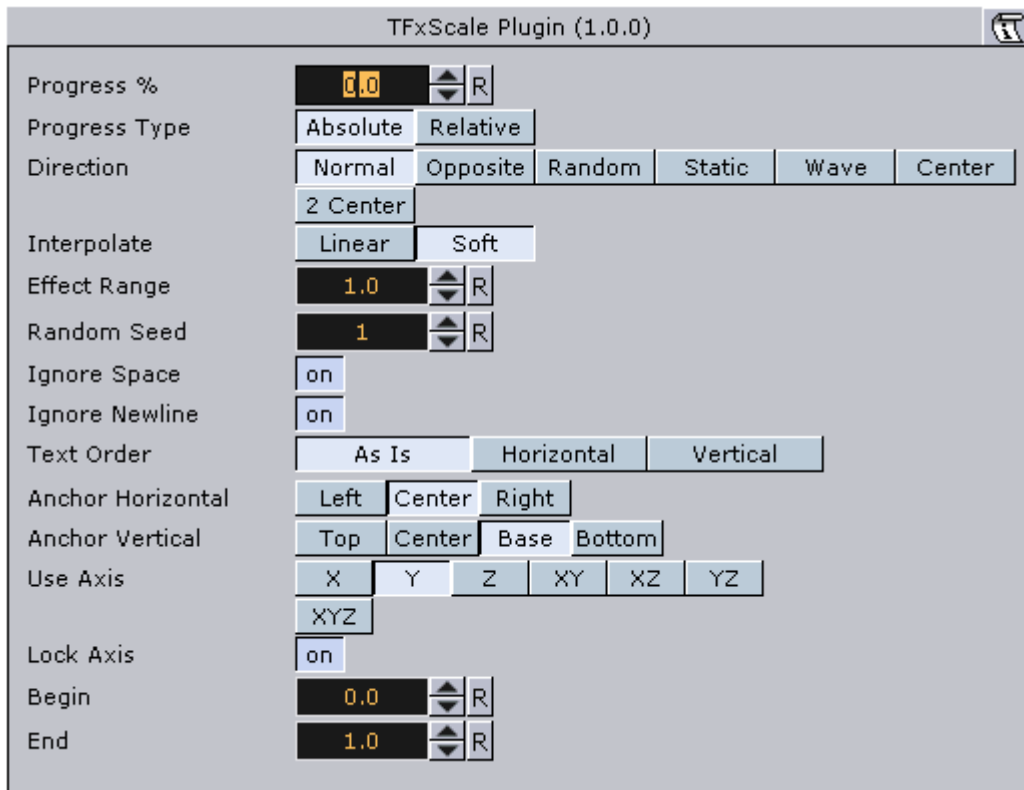 TFxScale Plugin (1.0.0)
Progress % 0.0 R
Progress Type Absolute Relative
Direction Normal Opposite Random Static Wave Center
2 Center
Interpolate Linear Soft
Effect Range 1.0 R
Random Seed 1 R
Ignore Space on
Ignore Newline on
Text Order As Is Horizontal Vertical
Anchor Horizontal Left Center Right
Anchor Vertical Top Center Base Bottom
Use Axis X Y Z XY XZ YZ
XYZ
Lock Axis on
Begin 0.0 R
End 1.0 R